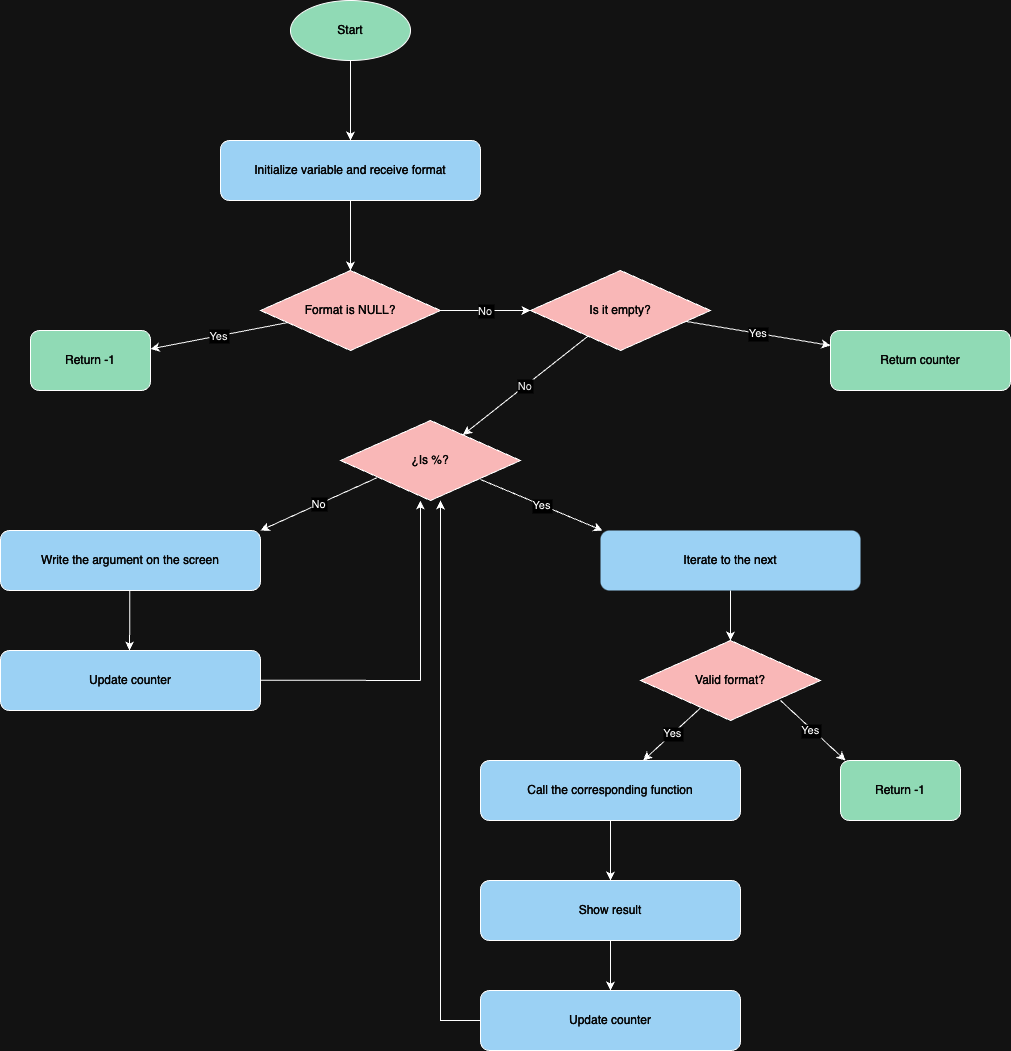 Start
Initialize variable and receive format
Format is NULL?
No
Is it empty?
Yes
Yes
Return -1
Return counter
No
¿Is %?
No
Yes
Write the argument on the screen
Iterate to the next
Update counter
Valid format?
Yes
Yes
Call the corresponding function
Return -1
Show result
Update counter